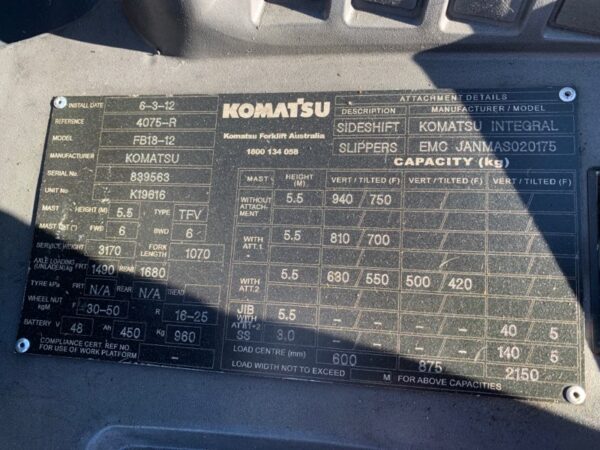 INSTALL DATE 6-3-12
REFERENCE 4075-R
MODEL FB18-12
MANUFACTURER KOMATSU
SERIAL No. 839563
UNIT No K19616
MAST HEIGHT (M) 5.5 TYPE TFV
FWD 6 BWD 6
SERVICE WEIGHT 3170 FORK LENGTH 1070
AXLE LOADING (UNLADEN) kg FRT 1490 REAR 1680
TYRE kPa FRT N/A REAR N/A
WHEEL NUT kgM F 30-50 R 16-25
BATTERY V 48 Ah 450 Kg 960
COMPLIANCE CERT REF NO.
FOR USE OF WORK PLATFORM –
KOMATSU
Komatsu Forklift Australia
1800 134 058
ATTACHMENT DETAILS
DESCRIPTION MANUFACTURER / MODEL
SIDESHIFT KOMATSU INTEGRAL
SLIPPERS EMC JANMAS020175
CAPACITY (kg)
MAST HEIGHT (M) VERT / TILTED (F) VERT / TILTED (F) VERT / TILTED (F)
WITHOUT ATTACHMENT 5.5 940 / 750
WITH ATT.1 5.5 810 / 700
WITH ATT.2 5.5 630 / 550 500 / 420
JIB WITH 5.5 – – – – 40 5
SS 3.0 – – – – 140 5
LOAD CENTRE (mm) 600 875 2150
LOAD WIDTH NOT TO EXCEED M FOR ABOVE CAPACITIES